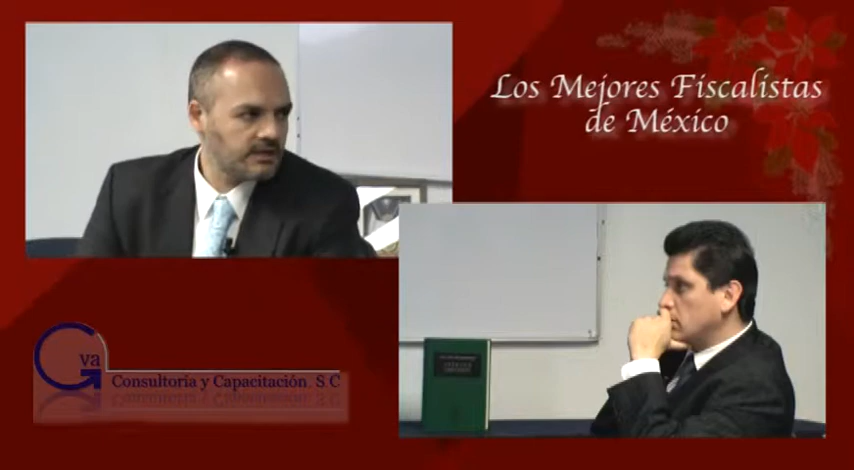 Los Mejores Fiscalistas
de México
Gva
Consultoría y Capacitación, S.C